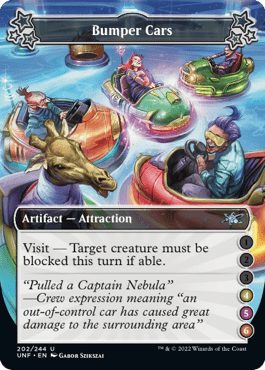 Bumper Cars
Artifact — Attraction
Visit — Target creature must be
blocked this turn if able.
“Pulled a Captain Nebula”
—Crew expression meaning “an
out-of-control car has caused great
damage to the surrounding area”
1
2
3
4
5
6
202/244 U
UNF • EN GABOR SZIKSZAI
™ & © 2022 Wizards of the Coast